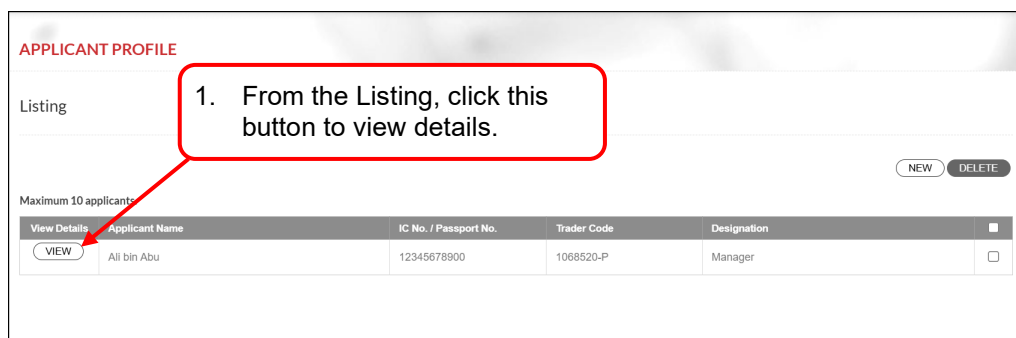 APPLICANT PROFILE
Listing
1. From the Listing, click this
button to view details.
NEW DELETE
Maximum 10 applicants
View Details Applicant Name IC No. / Passport No. Trader Code Designation
VIEW Ali bin Abu 12345678900 1068520-P Manager